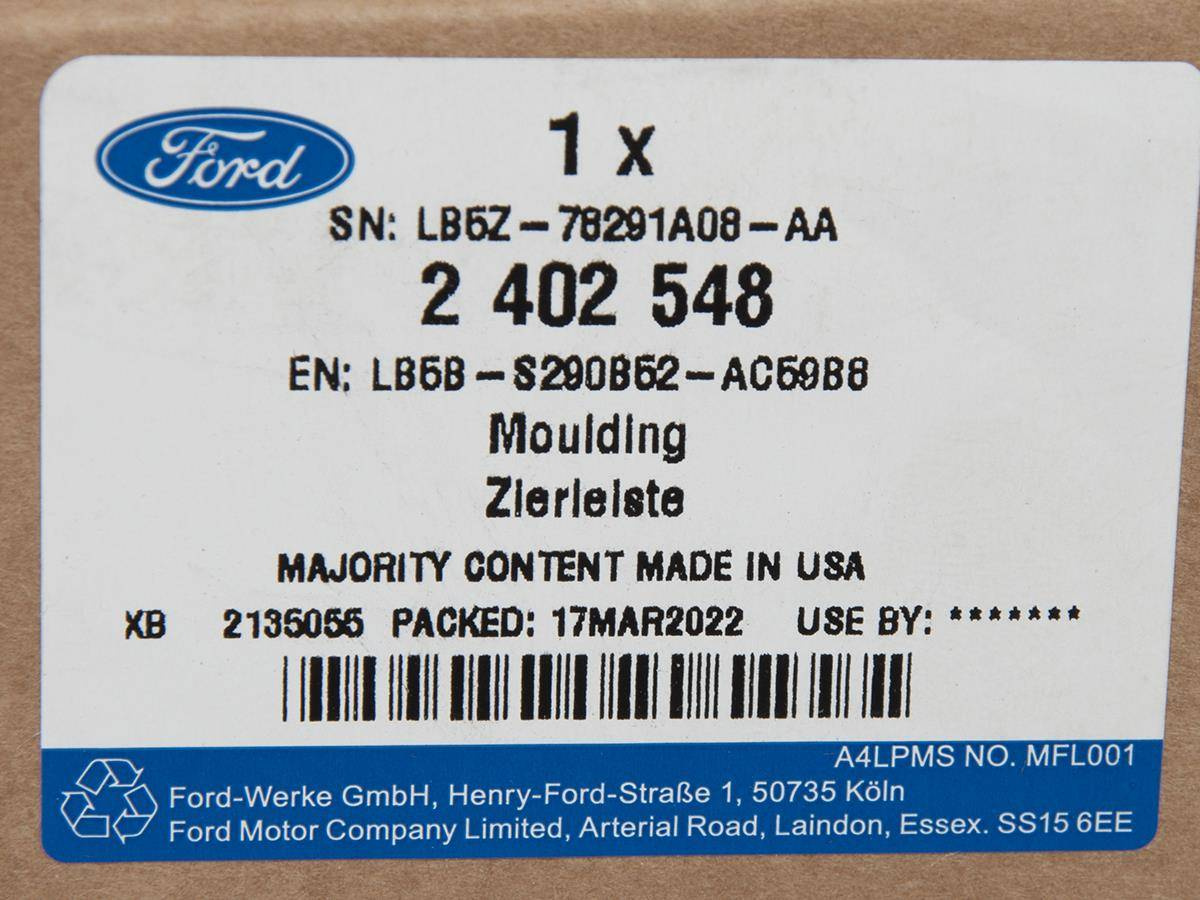 Ford
1 x
SN: LB5Z-78291A08-AA
2 402 548
EN: LB5B-S290B52-AC59B8
Moulding
Zierleiste
MAJORITY CONTENT MADE IN USA
XB 2135055 PACKED: 17MAR2022 USE BY: *******
A4LPMS NO. MFL001
Ford-Werke GmbH, Henry-Ford-Straße 1, 50735 Köln
Ford Motor Company Limited, Arterial Road, Laindon, Essex. SS15 6EE